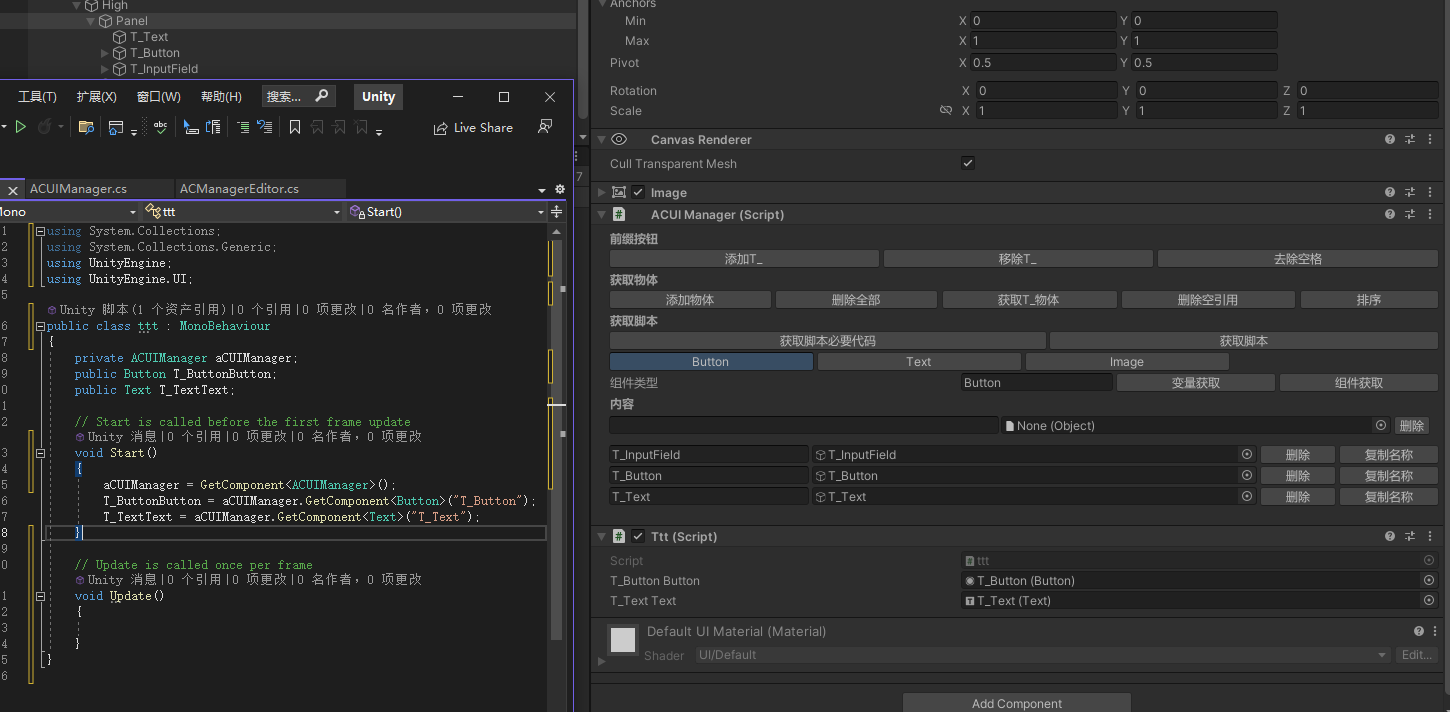 High
Panel
T_Text
T_Button
T_InputField
工具(T) 扩展(X) 窗口(W) 帮助(H) 搜索... Unity
Live Share
ACUIManager.cs ACManagerEditor.cs
ttt Start()
1 using System.Collections;
2 using System.Collections.Generic;
3 using UnityEngine;
4 using UnityEngine.UI;
5
Unity 脚本(1 个资产引用)|0 个引用|0 项更改|0 名作者, 0 项更改
6 public class ttt : MonoBehaviour
7 {
8 private ACUIManager aCUIManager;
9 public Button T_ButtonButton;
0 public Text T_TextText;
1
2 // Start is called before the first frame update
Unity 消息|0 个引用|0 项更改|0 名作者, 0 项更改
3 void Start()
4 {
5 aCUIManager = GetComponent<ACUIManager>();
6 T_ButtonButton = aCUIManager.GetComponent<Button>("T_Button");
7 T_TextText = aCUIManager.GetComponent<Text>("T_Text");
8 }
9
0 // Update is called once per frame
Unity 消息|0 个引用|0 项更改|0 名作者, 0 项更改
1 void Update()
2 {
3
4 }
5 }
6
7
Anchors
Min X 0 Y 0
Max X 1 Y 1
Pivot X 0.5 Y 0.5
Rotation X 0 Y 0 Z 0
Scale X 1 Y 1 Z 1
Canvas Renderer
Cull Transparent Mesh
Image
# ACUI Manager (Script)
前缀按钮
添加T_ 移除T_ 去除空格
获取物体
添加物体 删除全部 获取T_物体 删除空引用 排序
获取脚本
获取脚本必要代码 获取脚本
Button Text Image
组件类型 Button 变量获取 组件获取
内容
None (Object) 删除
T_InputField T_InputField 删除 复制名称
T_Button T_Button 删除 复制名称
T_Text T_Text 删除 复制名称
# Ttt (Script)
Script ttt
T_Button Button T_Button (Button)
T_Text Text T_Text (Text)
Default UI Material (Material)
Shader UI/Default Edit...
Add Component